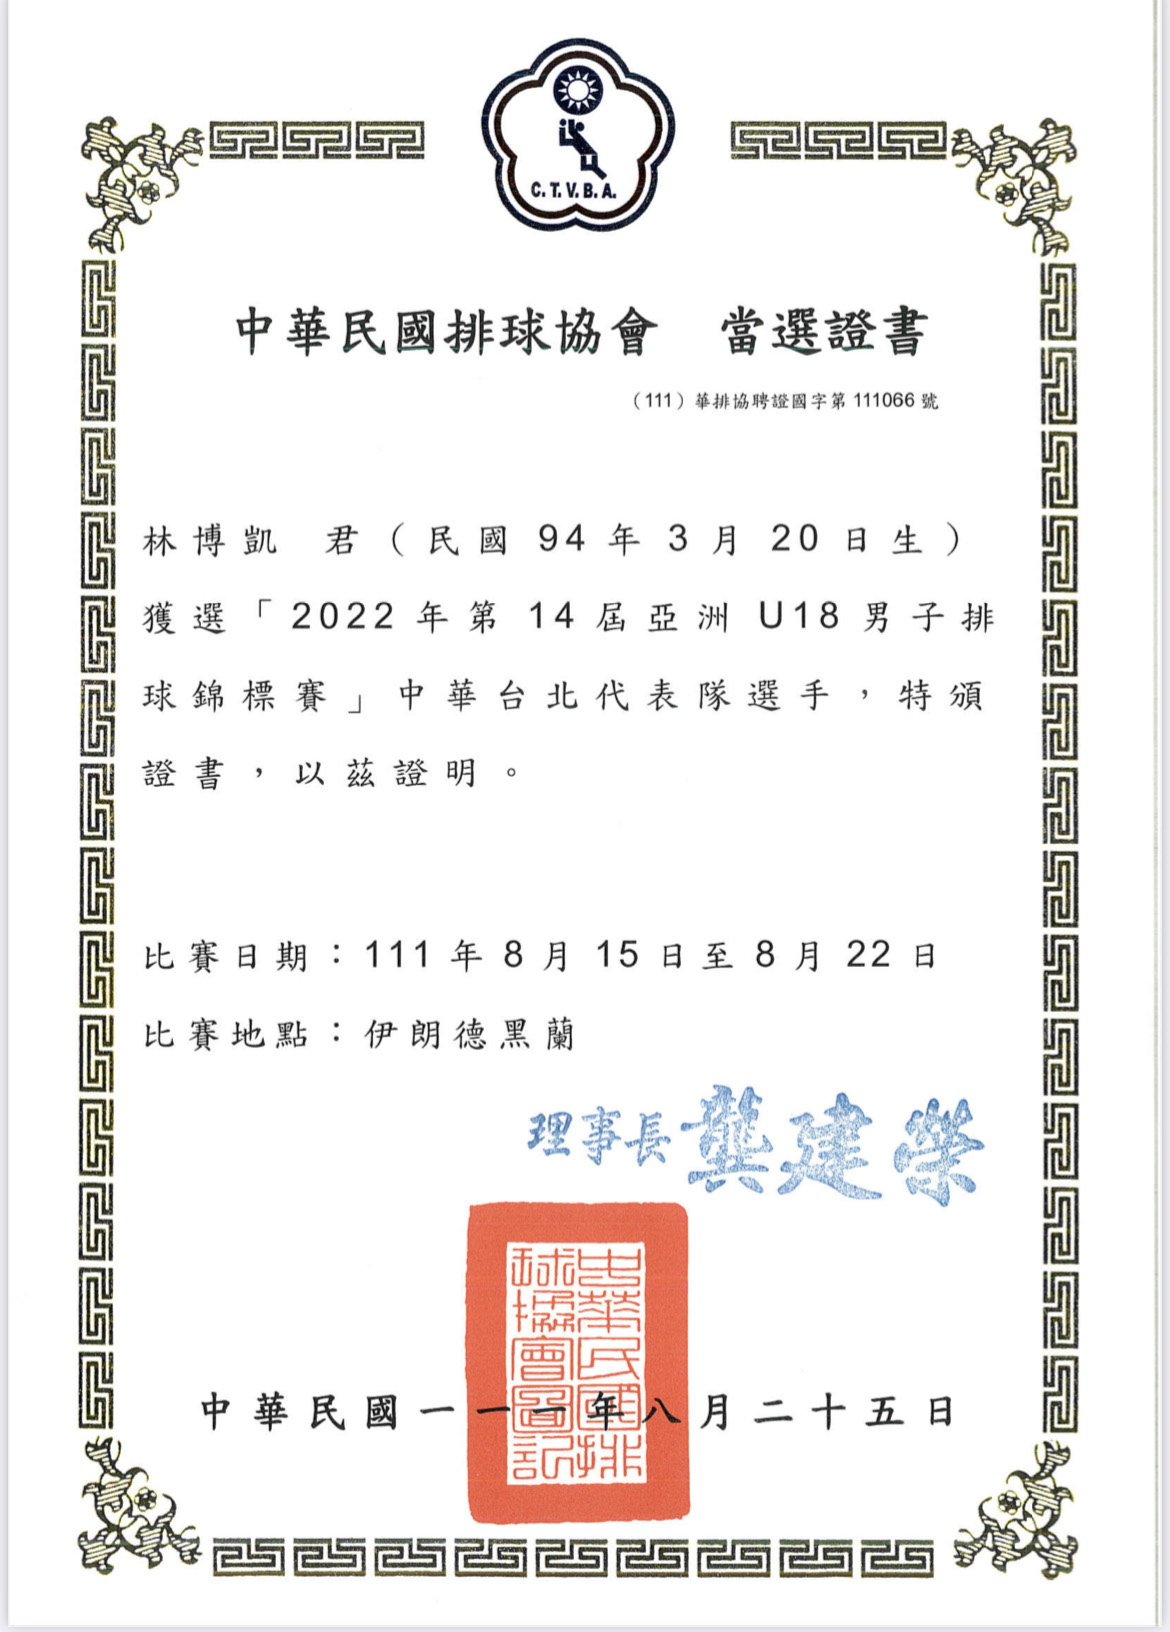 C.T.V.B.A.
中華民國排球協會 當選證書
（111）華排協聘證國字第 111066 號
林博凱 君（民國 94 年 3 月 20 日生）
獲選「2022 年第 14 屆亞洲 U18 男子排
球錦標賽」中華台北代表隊選手，特頒
證書，以茲證明。
比賽日期：111 年 8 月 15 日至 8 月 22 日
比賽地點：伊朗德黑蘭
理事長 龔建榮
中華民國排
球協會圖記
中華民國一一一年八月二十五日